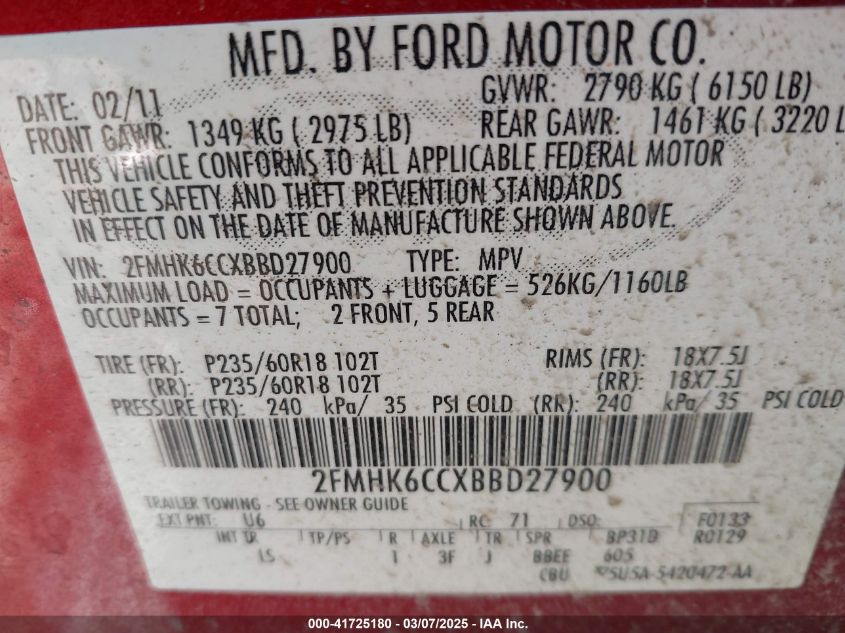 MFD. BY FORD MOTOR CO.
DATE: 02/11 GVWR: 2790 KG ( 6150 LB)
FRONT GAWR: 1349 KG ( 2975 LB) REAR GAWR: 1461 KG ( 3220 L
THIS VEHICLE CONFORMS TO ALL APPLICABLE FEDERAL MOTOR
VEHICLE SAFETY AND THEFT PREVENTION STANDARDS
IN EFFECT ON THE DATE OF MANUFACTURE SHOWN ABOVE.
VIN: 2FMHK6CCXBBD27900 TYPE: MPV
MAXIMUM LOAD = OCCUPANTS + LUGGAGE = 526KG/1160LB
OCCUPANTS = 7 TOTAL; 2 FRONT, 5 REAR
TIRE (FR): P235/60R18 102T RIMS (FR): 18X7.5J
(RR): P235/60R18 102T (RR): 18X7.5J
PRESSURE (FR): 240 kPa/ 35 PSI COLD (RR): 240 kPa/ 35 PSI COLD
2FMHK6CCXBBD27900
TRAILER TOWING - SEE OWNER GUIDE
EXT PNT: U6 RC: 71 DSO: F0133
INT TR TP/PS R AXLE TR SPR BP31D R0129
LS 1 3F J BBEE 605
CBU 5U5A-5420472-AA
000-41725180 - 03/07/2025 - IAA Inc.